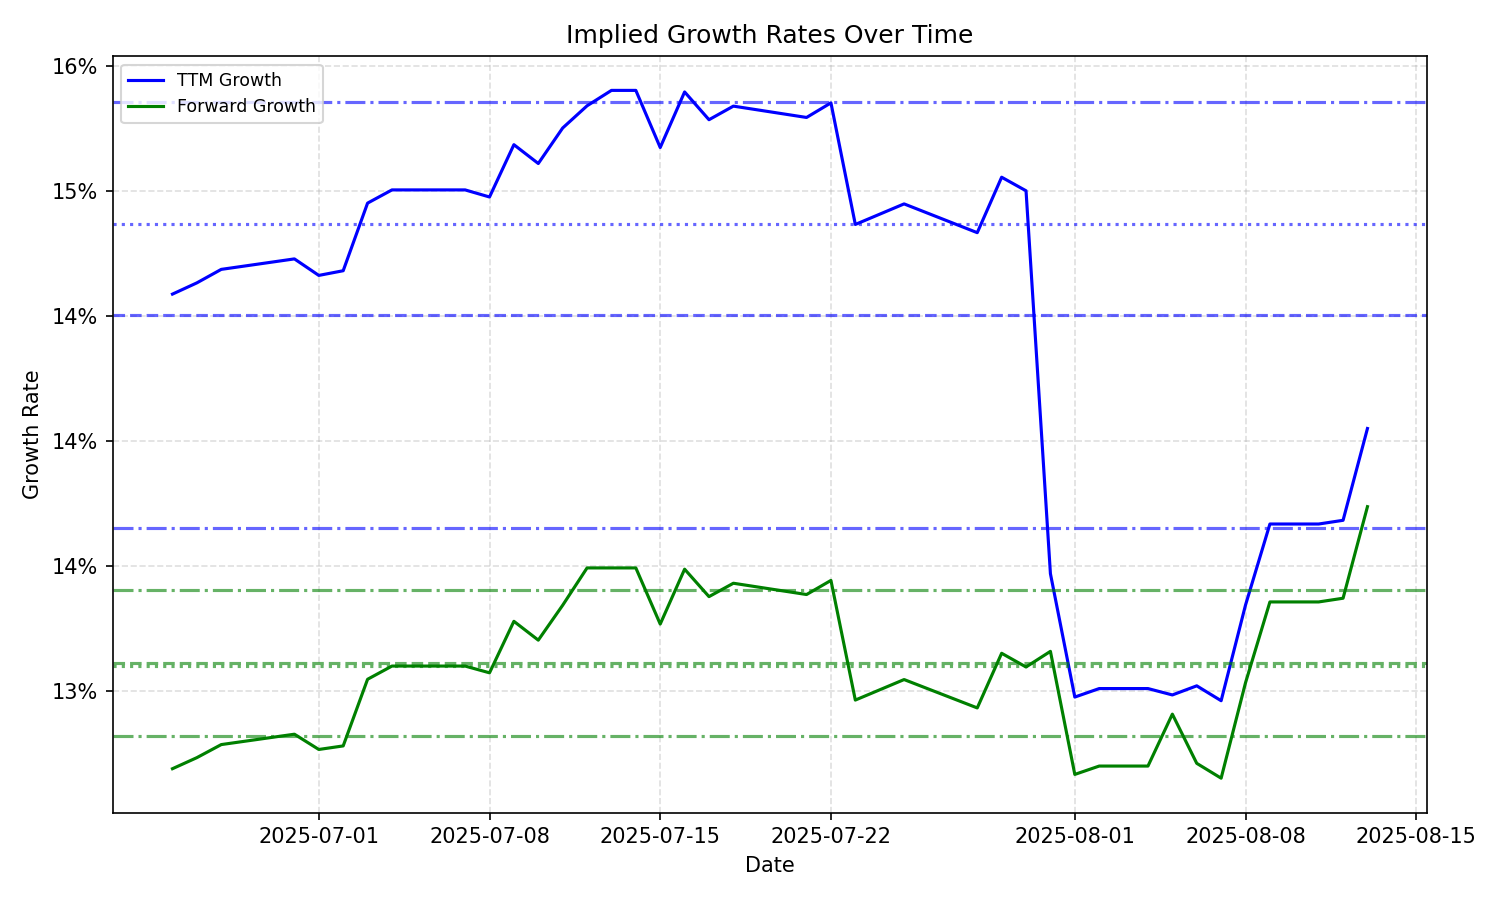 Implied Growth Rates Over Time
TTM Growth
Forward Growth
16%
15%
14%
14%
14%
13%
Growth Rate
2025-07-01
2025-07-08
2025-07-15
2025-07-22
2025-08-01
2025-08-08
2025-08-15
Date